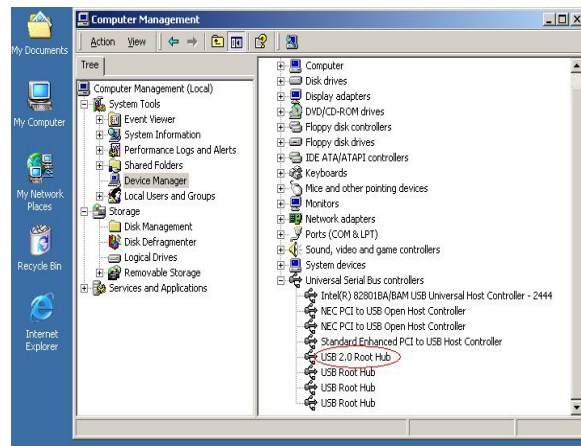 My Documents
My Computer
My Network
Places
Recycle Bin
Internet
Explorer
Computer Management
Action View
Tree
Computer Management (Local)
System Tools
Event Viewer
System Information
Performance Logs and Alerts
Shared Folders
Device Manager
Local Users and Groups
Storage
Disk Management
Disk Defragmenter
Logical Drives
Removable Storage
Services and Applications
Computer
Disk drives
Display adapters
DVD/CD-ROM drives
Floppy disk controllers
Floppy disk drives
IDE ATA/ATAPI controllers
Keyboards
Mice and other pointing devices
Monitors
Network adapters
Ports (COM & LPT)
Sound, video and game controllers
System devices
Universal Serial Bus controllers
Intel(R) 82801BA/BAM USB Universal Host Controller - 2444
NEC PCI to USB Open Host Controller
NEC PCI to USB Open Host Controller
Standard Enhanced PCI to USB Host Controller
USB 2.0 Root Hub
USB Root Hub
USB Root Hub
USB Root Hub